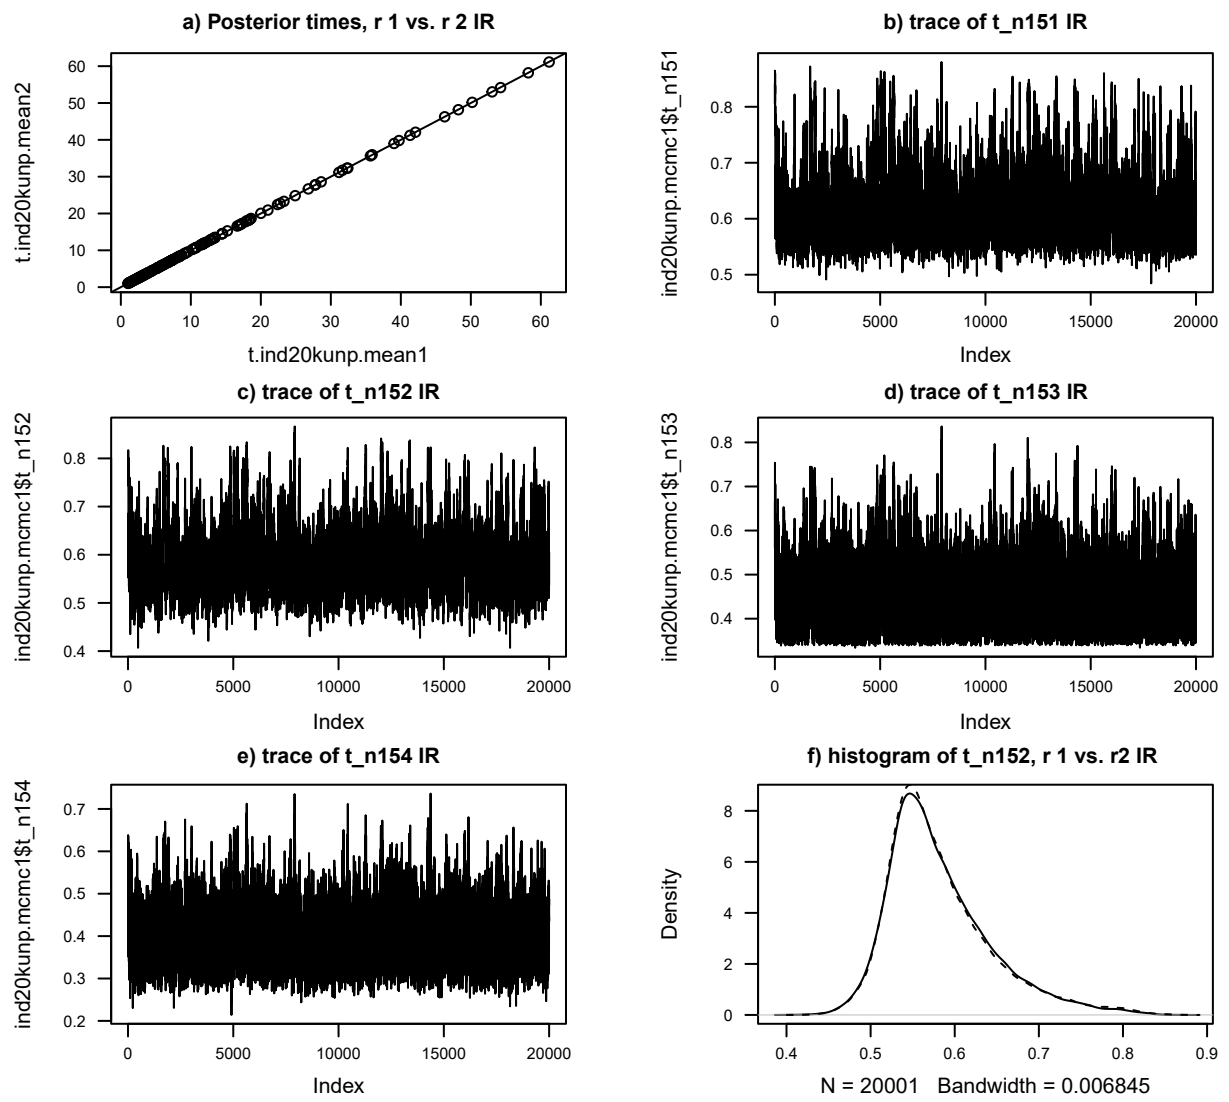 a) Posterior times, r 1 vs. r 2 IR
t.ind20kunp.mean2
60
50
40
30
20
10
0
0 10 20 30 40 50 60
t.ind20kunp.mean1
b) trace of t_n151 IR
ind20kunp.mcmc1$t_n151
0.8
0.7
0.6
0.5
0 5000 10000 15000 20000
Index
c) trace of t_n152 IR
ind20kunp.mcmc1$t_n152
0.8
0.7
0.6
0.5
0.4
0 5000 10000 15000 20000
Index
d) trace of t_n153 IR
ind20kunp.mcmc1$t_n153
0.8
0.7
0.6
0.5
0.4
0 5000 10000 15000 20000
Index
e) trace of t_n154 IR
ind20kunp.mcmc1$t_n154
0.7
0.6
0.5
0.4
0.3
0.2
0 5000 10000 15000 20000
Index
f) histogram of t_n152, r 1 vs. r2 IR
Density
8
6
4
2
0
0.4 0.5 0.6 0.7 0.8 0.9
N = 20001 Bandwidth = 0.006845